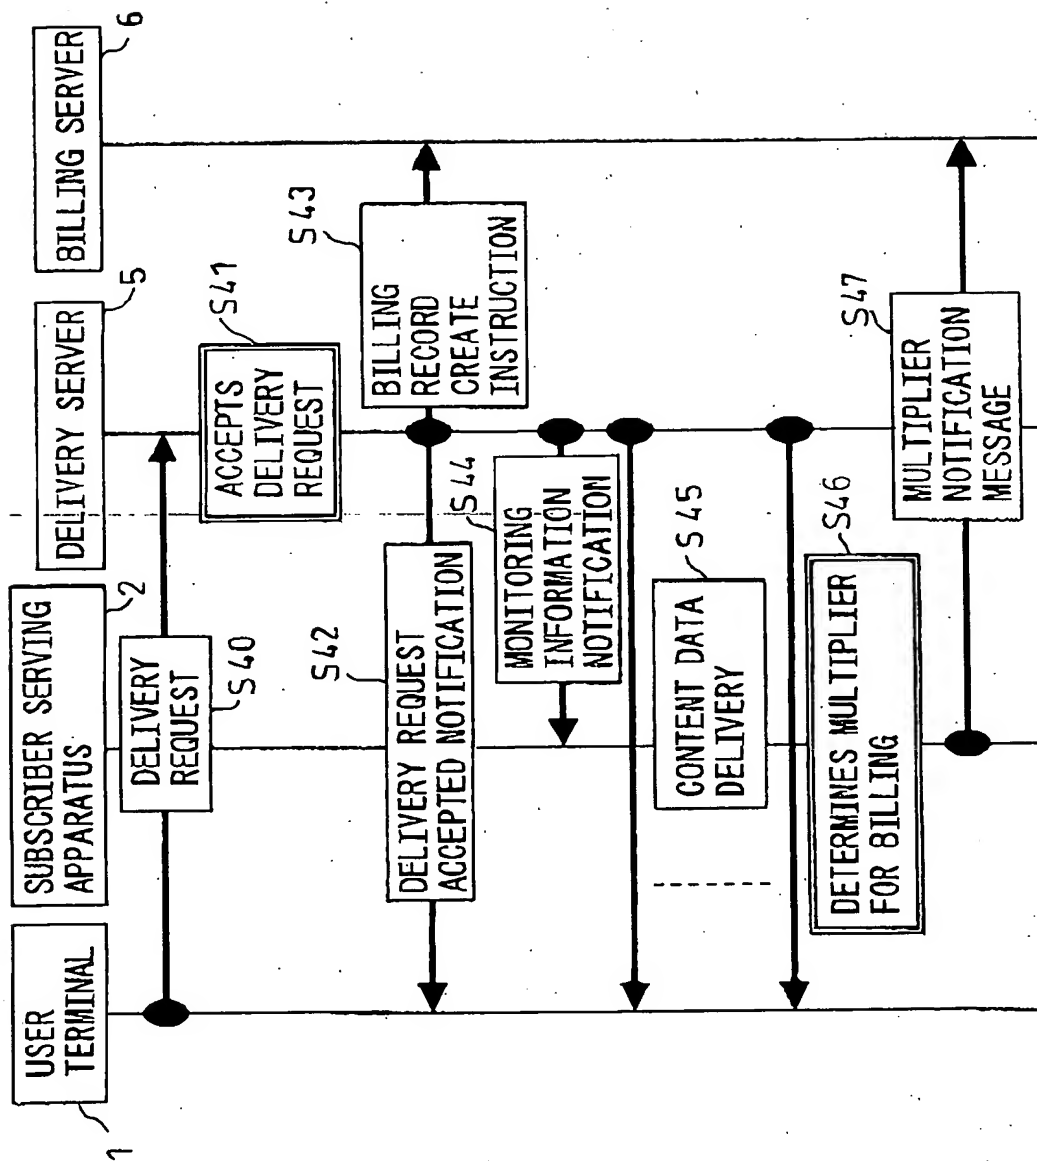 USER
TERMINAL
1
SUBSCRIBER SERVING
APPARATUS
2
DELIVERY SERVER
5
BILLING SERVER
6
DELIVERY
REQUEST
S40
ACCEPTS
DELIVERY
REQUEST
S41
DELIVERY REQUEST
ACCEPTED NOTIFICATION
S42
BILLING
RECORD
CREATE
INSTRUCTION
S43
MONITORING
INFORMATION
NOTIFICATION
S44
CONTENT DATA
DELIVERY
S45
DETERMINES MULTIPLIER
FOR BILLING
S46
MULTIPLIER
NOTIFICATION
MESSAGE
S47